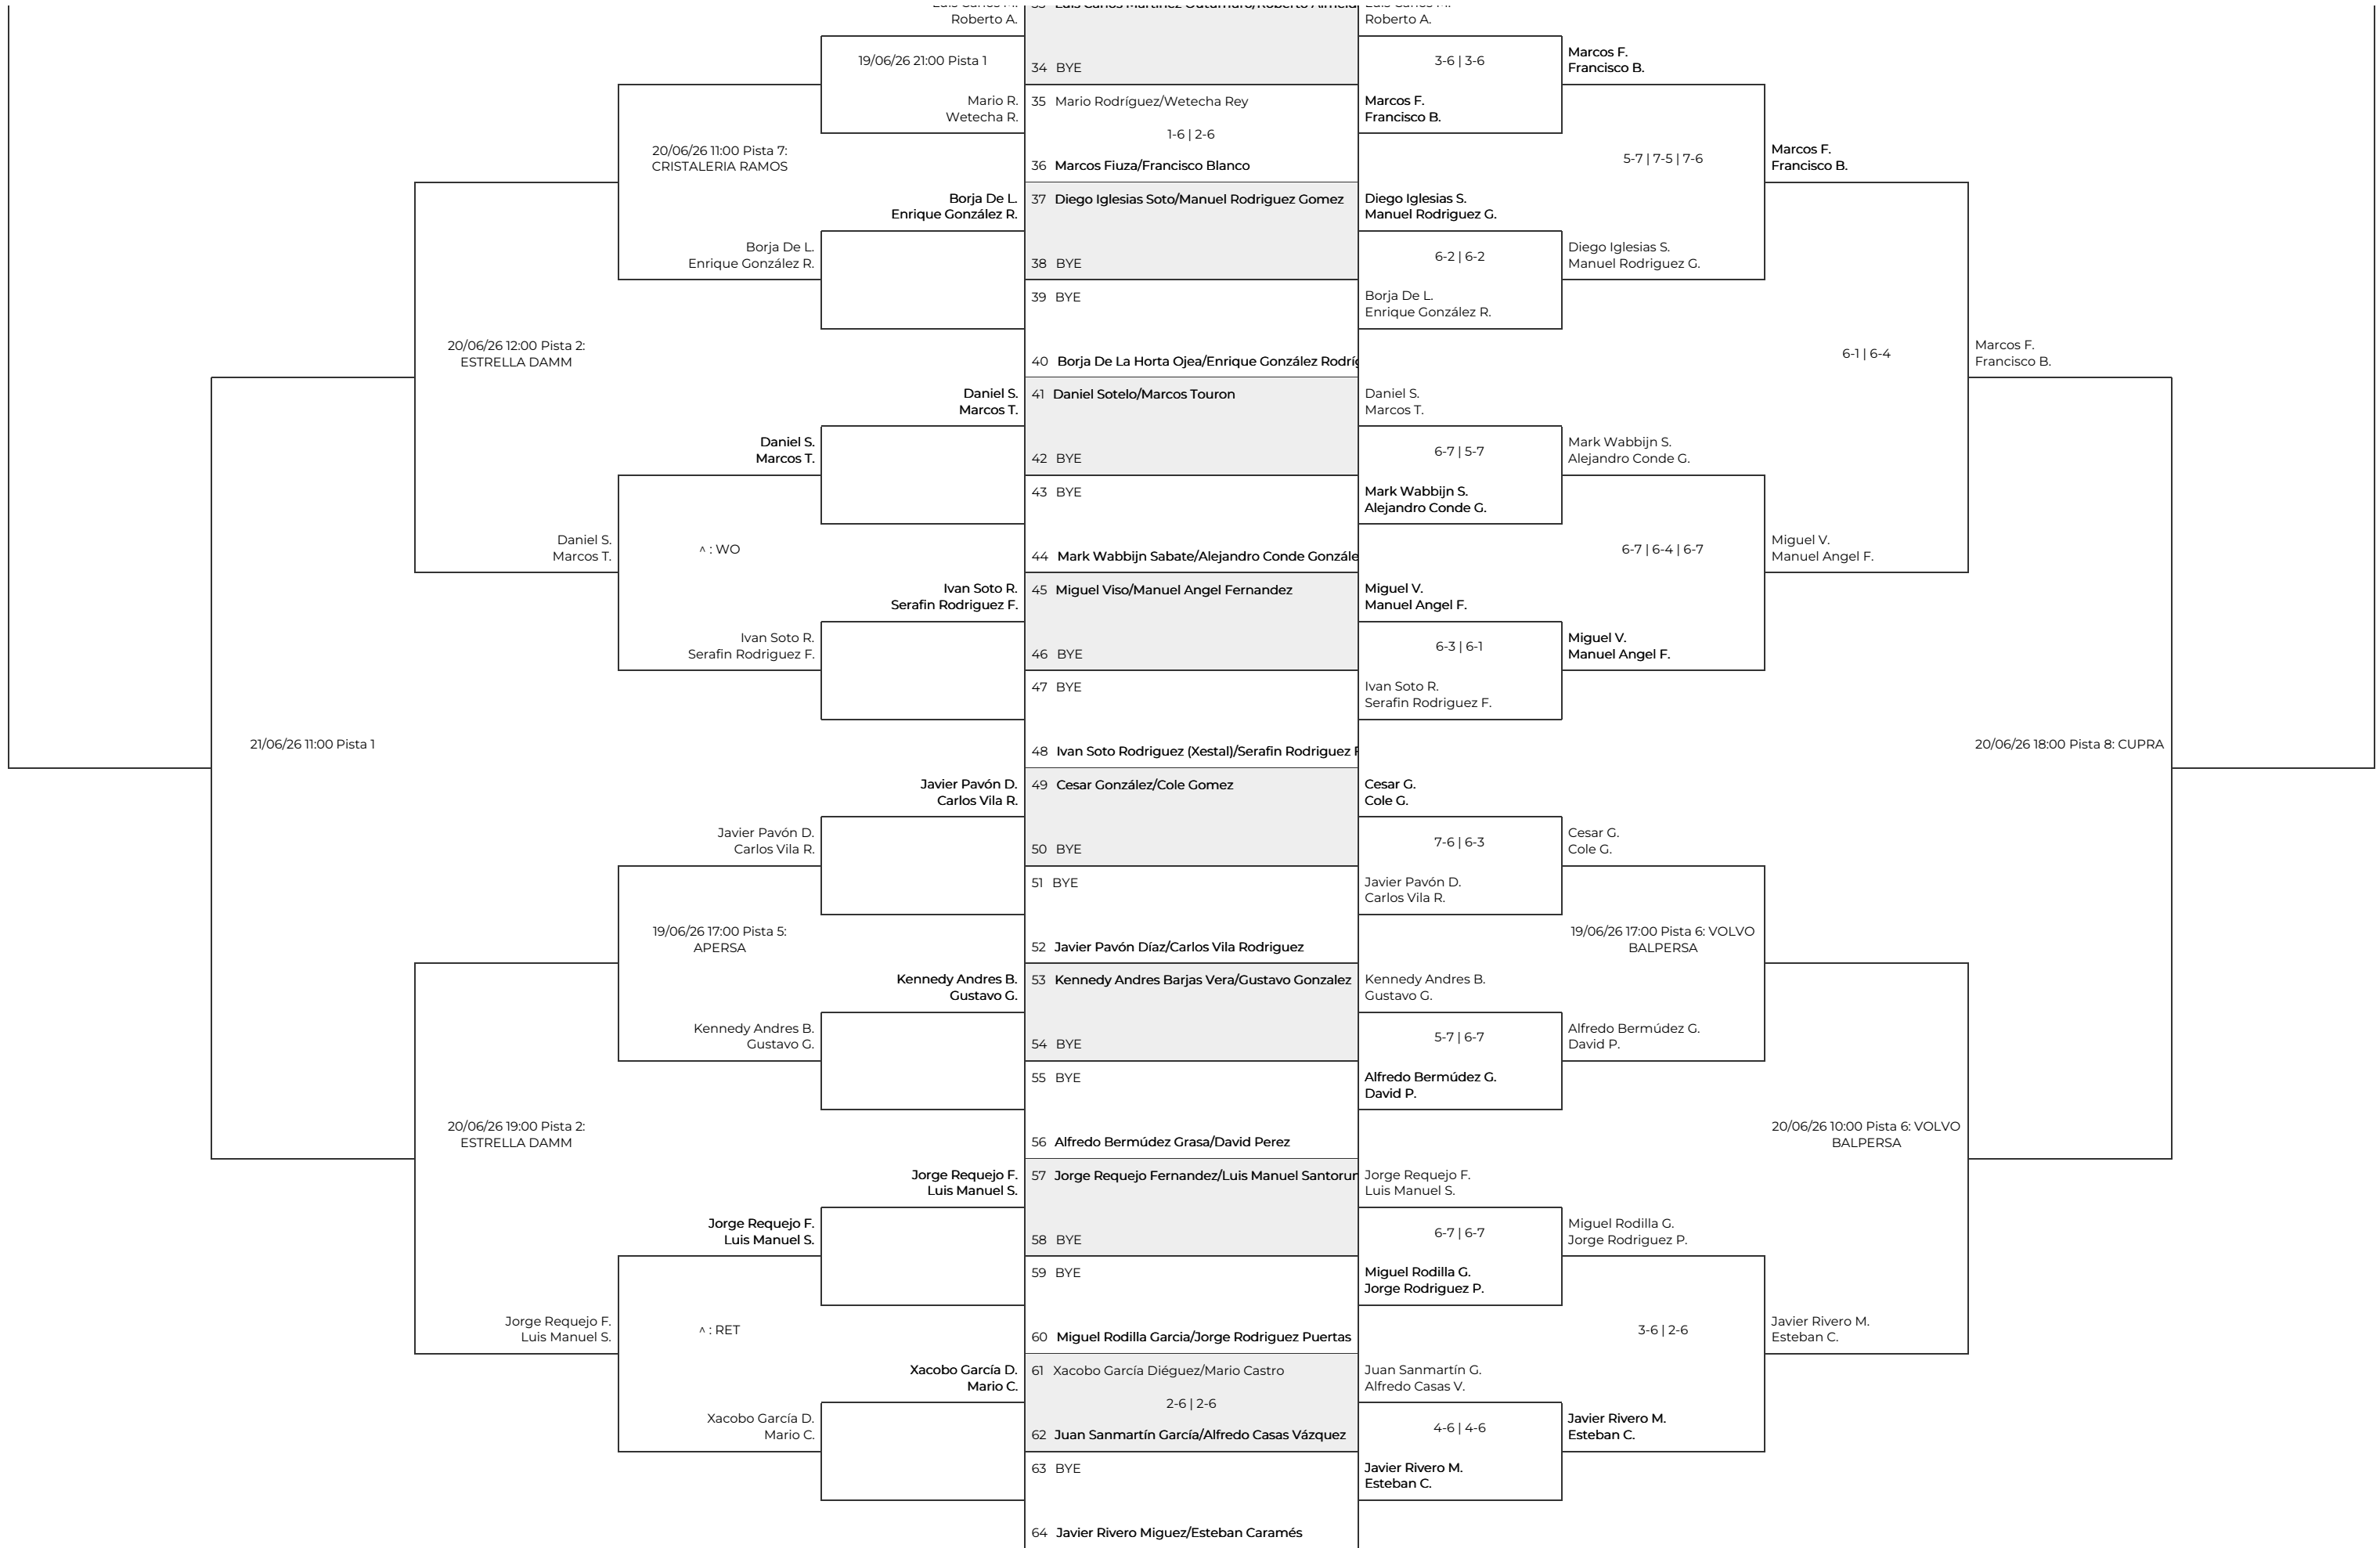 Roberto A.
19/06/26 21:00 Pista 1
Mario R.
Wetecha R.
20/06/26 11:00 Pista 7:
CRISTALERIA RAMOS
Borja De L.
Enrique González R.
Borja De L.
Enrique González R.
20/06/26 12:00 Pista 2:
ESTRELLA DAMM
Daniel S.
Marcos T.
Daniel S.
Marcos T.
Daniel S.
Marcos T.
^ : WO
Ivan Soto R.
Serafin Rodriguez F.
Ivan Soto R.
Serafin Rodriguez F.
21/06/26 11:00 Pista 1
Javier Pavón D.
Carlos Vila R.
Javier Pavón D.
Carlos Vila R.
19/06/26 17:00 Pista 5:
APERSA
Kennedy Andres B.
Gustavo G.
Kennedy Andres B.
Gustavo G.
20/06/26 19:00 Pista 2:
ESTRELLA DAMM
Jorge Requejo F.
Luis Manuel S.
Jorge Requejo F.
Luis Manuel S.
Jorge Requejo F.
Luis Manuel S.
^ : RET
Xacobo García D.
Mario C.
Xacobo García D.
Mario C.
34 BYE
35 Mario Rodríguez/Wetecha Rey
1-6 | 2-6
36 Marcos Fiuza/Francisco Blanco
37 Diego Iglesias Soto/Manuel Rodriguez Gomez
38 BYE
39 BYE
40 Borja De La Horta Ojea/Enrique González
41 Daniel Sotelo/Marcos Touron
42 BYE
43 BYE
44 Mark Wabbijn Sabate/Alejandro Conde
45 Miguel Viso/Manuel Angel Fernandez
46 BYE
47 BYE
48 Ivan Soto Rodriguez (Xestal)/Serafin Rodriguez
49 Cesar González/Cole Gomez
50 BYE
51 BYE
52 Javier Pavón Díaz/Carlos Vila Rodriguez
53 Kennedy Andres Barjas Vera/Gustavo Gonzalez
54 BYE
55 BYE
56 Alfredo Bermúdez Grasa/David Perez
57 Jorge Requejo Fernandez/Luis Manuel
58 BYE
59 BYE
60 Miguel Rodilla Garcia/Jorge Rodriguez Puertas
61 Xacobo García Diéguez/Mario Castro
2-6 | 2-6
62 Juan Sanmartín García/Alfredo Casas Vázquez
63 BYE
64 Javier Rivero Miguez/Esteban Caramés
Roberto A.
3-6 | 3-6
Marcos F.
Francisco B.
Marcos F.
Francisco B.
5-7 | 7-5 | 7-6
Marcos F.
Francisco B.
Diego Iglesias S.
Manuel Rodriguez G.
6-2 | 6-2
Diego Iglesias S.
Manuel Rodriguez G.
Borja De L.
Enrique González R.
6-1 | 6-4
Marcos F.
Francisco B.
Daniel S.
Marcos T.
6-7 | 5-7
Mark Wabbijn S.
Alejandro Conde G.
Mark Wabbijn S.
Alejandro Conde G.
6-7 | 6-4 | 6-7
Miguel V.
Manuel Angel F.
Miguel V.
Manuel Angel F.
6-3 | 6-1
Miguel V.
Manuel Angel F.
Ivan Soto R.
Serafin Rodriguez F.
20/06/26 18:00 Pista 8: CUPRA
Cesar G.
Cole G.
7-6 | 6-3
Cesar G.
Cole G.
Javier Pavón D.
Carlos Vila R.
19/06/26 17:00 Pista 6: VOLVO
BALPERSA
Kennedy Andres B.
Gustavo G.
5-7 | 6-7
Alfredo Bermúdez G.
David P.
Alfredo Bermúdez G.
David P.
20/06/26 10:00 Pista 6: VOLVO
BALPERSA
Jorge Requejo F.
Luis Manuel S.
6-7 | 6-7
Miguel Rodilla G.
Jorge Rodriguez P.
Miguel Rodilla G.
Jorge Rodriguez P.
3-6 | 2-6
Javier Rivero M.
Esteban C.
Juan Sanmartín G.
Alfredo Casas V.
4-6 | 4-6
Javier Rivero M.
Esteban C.
Javier Rivero M.
Esteban C.